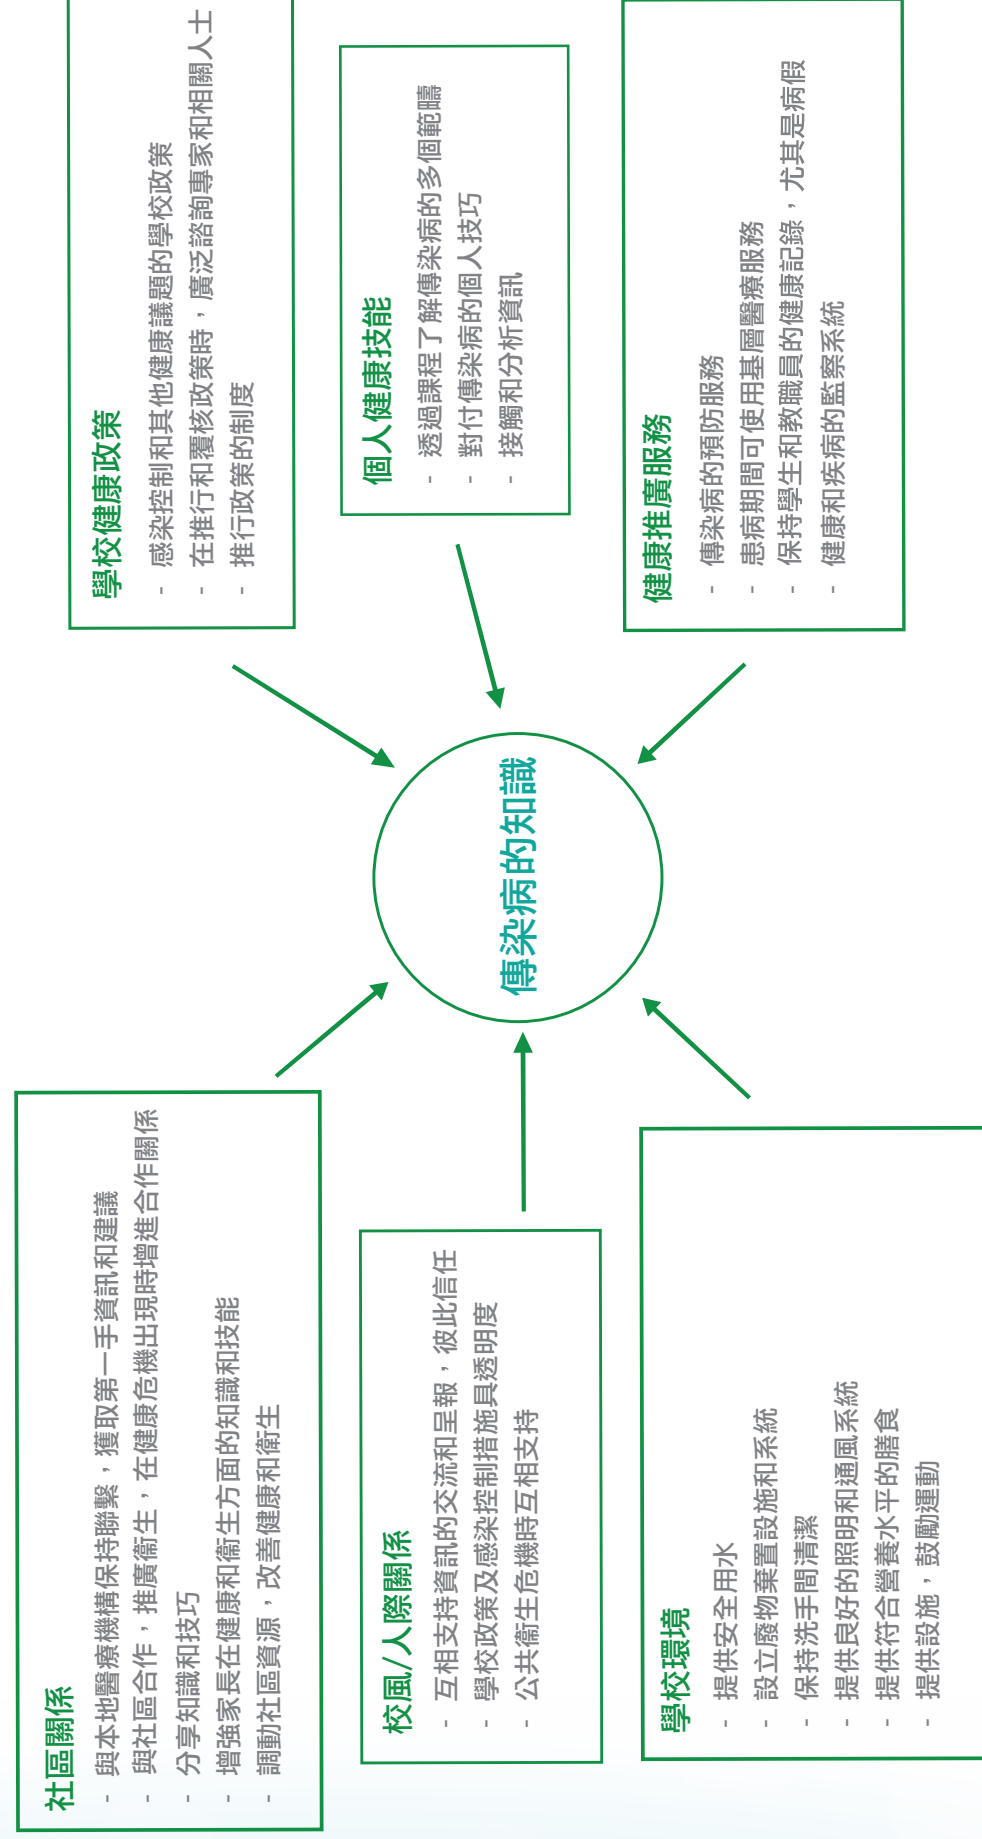 社區關係
- 與本地醫療機構保持聯繫，獲取第一手資訊和建議
- 與社區合作，推廣衞生，在健康危機出現時增進合作關係
- 分享知識和技巧
- 增強家長在健康和衞生方面的知識和技能
- 調動社區資源，改善健康和衞生
學校健康政策
- 感染控制和其他健康議題的學校政策
- 在推行和覆核政策時，廣泛諮詢專家和相關人士
- 推行政策的制度
校風/人際關係
- 互相支持資訊的交流和呈報，彼此信任
- 學校政策及感染控制措施具透明度
- 公共衞生危機時互相支持
傳染病的知識
個人健康技能
- 透過課程了解傳染病的多個範疇
- 對付傳染病的個人技巧
- 接觸和分析資訊
學校環境
- 提供安全用水
- 設立廢物棄置設施和系統
- 保持洗手間清潔
- 提供良好的照明和通風系統
- 提供符合營養水平的膳食
- 提供設施，鼓勵運動
健康推廣服務
- 傳染病的預防服務
- 患病期間可使用基層醫療服務
- 保持學生和教職員的健康記錄，尤其是病假
- 健康和疾病的監察系統